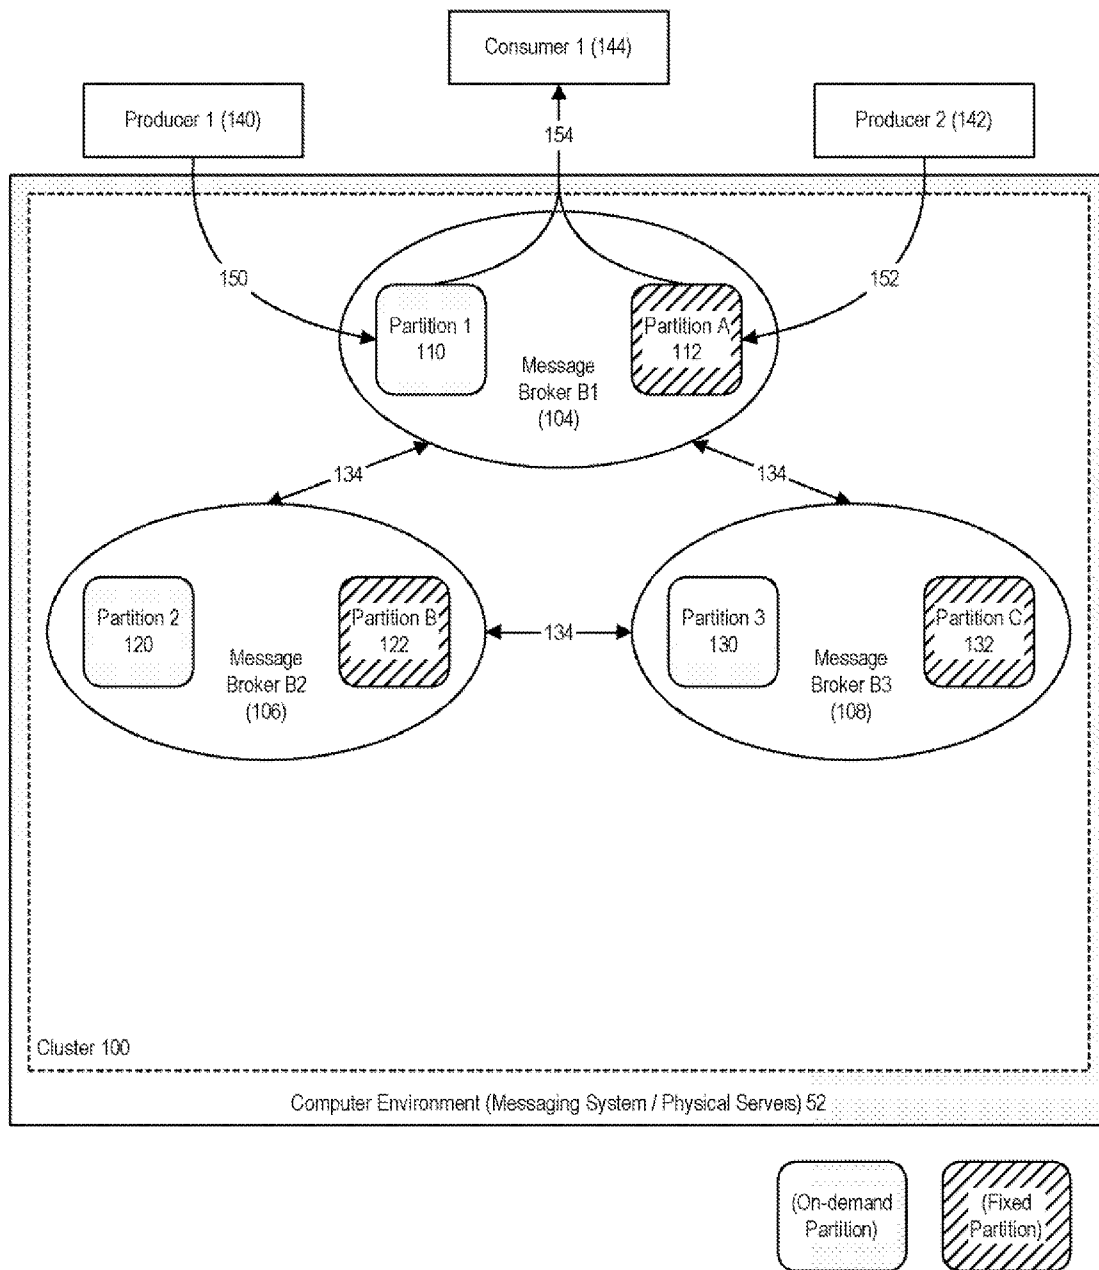 Consumer 1 (144)
Producer 1 (140)
154
Producer 2 (142)
150
152
Partition 1
110
Partition A
112
Message
Broker B1
(104)
134
134
Partition 2
120
Partition B
122
Message
Broker B2
(106)
134
Partition 3
130
Partition C
132
Message
Broker B3
(108)
Cluster 100
Computer Environment (Messaging System / Physical Servers) 52
(On-demand
Partition)
(Fixed
Partition)